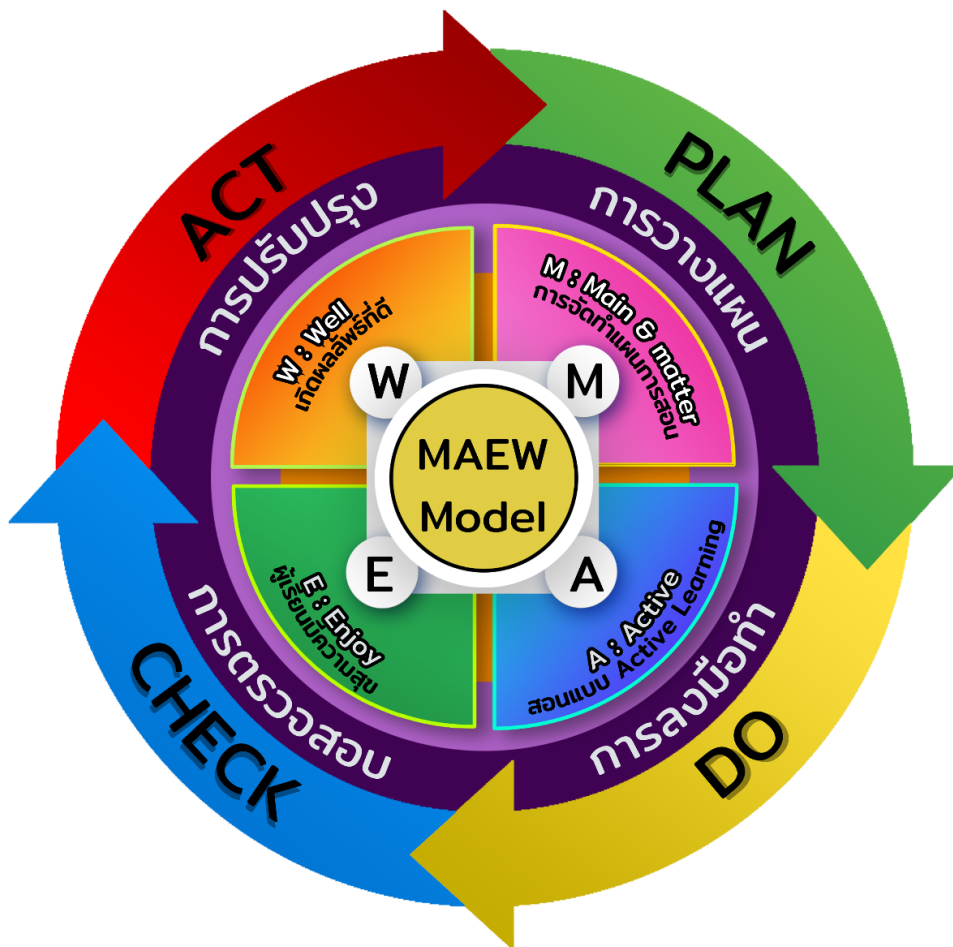 ACT
PLAN
การปรับปรุง
การวางแผน
W : Well
เกิดผลลัพธ์ที่ดี
M : Main & matter
การจัดทำแผนการสอน
W
M
MAEW
Model
E
A
E : Enjoy
ผู้เรียนมีความสุข
A : Active
สอนแบบ Active Learning
การตรวจสอบ
การลงมือทำ
CHECK
DO